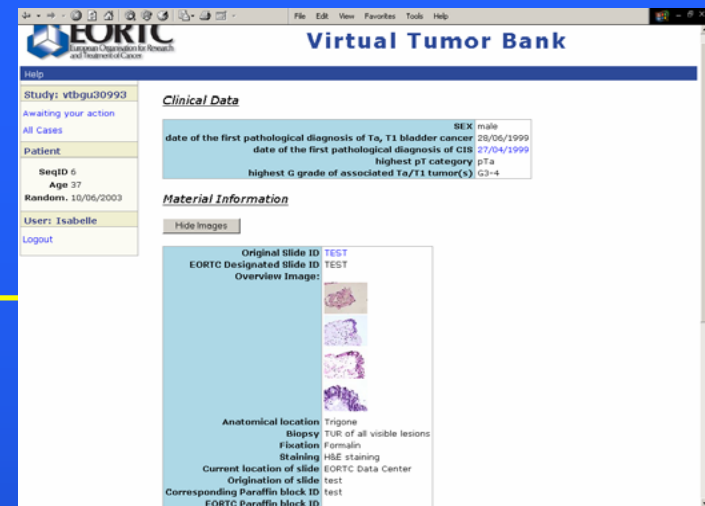 File Edit View Favorites Tools Help
EORTC
European Organisation for Research
and Treatment of Cancer
Virtual Tumor Bank
Help
Study: vtbgu30993
Awaiting your action
All Cases
Patient
SeqID 6
Age 37
Random. 10/06/2003
User: Isabelle
Logout
Clinical Data
SEX male
date of the first pathological diagnosis of Ta, T1 bladder cancer 28/06/1999
date of the first pathological diagnosis of CIS 27/04/1999
highest pT category pTa
highest G grade of associated Ta/T1 tumor(s) G3-4
Material Information
Hide Images
Original Slide ID TEST
EORTC Designated Slide ID TEST
Overview Image:
Anatomical location Trigone
Biopsy TUR of all visible lesions
Fixation Formalin
Staining H&E staining
Current location of slide EORTC Data Center
Origination of slide test
Corresponding Paraffin block ID test
EORTC Paraffin block ID